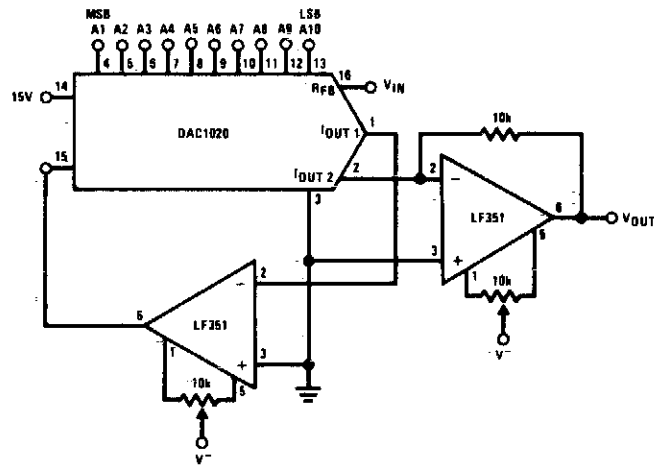 MSB LSB
A1 A2 A3 A4 A5 A6 A7 A8 A9 A10
4 5 6 7 8 9 10 11 12 13
14 16
15V RFB VIN
DAC1020
IOUT 1 1
10k
15
IOUT 2 2 2 −
3
LF351 6 VOUT
3 + 5
2 1 10k
−
6 LF351
V−
1 + 3
10k 5
V−